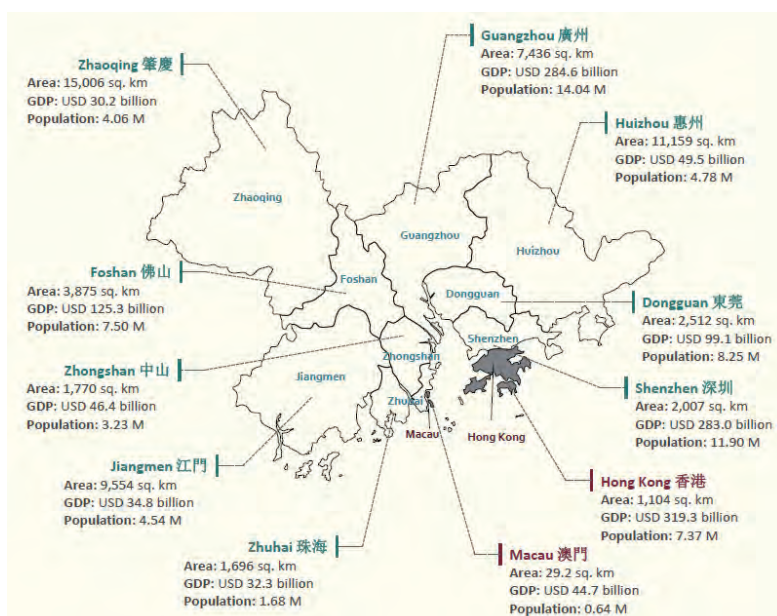 Guangzhou 廣州
Area: 7,436 sq. km
GDP: USD 284.6 billion
Population: 14.04 M
Zhaoqing 肇慶
Area: 15,006 sq. km
GDP: USD 30.2 billion
Population: 4.06 M
Huizhou 惠州
Area: 11,159 sq. km
GDP: USD 49.5 billion
Population: 4.78 M
Zhaoqing
Guangzhou
Huizhou
Foshan 佛山
Area: 3,875 sq. km
GDP: USD 125.3 billion
Population: 7.50 M
Foshan
Dongguan
Dongguan 東莞
Area: 2,512 sq. km
GDP: USD 99.1 billion
Population: 8.25 M
Shenzhen
Zhongshan 中山
Area: 1,770 sq. km
GDP: USD 46.4 billion
Population: 3.23 M
Zhongshan
Jiangmen
Shenzhen 深圳
Area: 2,007 sq. km
GDP: USD 283.0 billion
Population: 11.90 M
Zhuhai
Macau
Hong Kong
Jiangmen 江門
Area: 9,554 sq. km
GDP: USD 34.8 billion
Population: 4.54 M
Hong Kong 香港
Area: 1,104 sq. km
GDP: USD 319.3 billion
Population: 7.37 M
Zhuhai 珠海
Area: 1,696 sq. km
GDP: USD 32.3 billion
Population: 1.68 M
Macau 澳門
Area: 29.2 sq. km
GDP: USD 44.7 billion
Population: 0.64 M